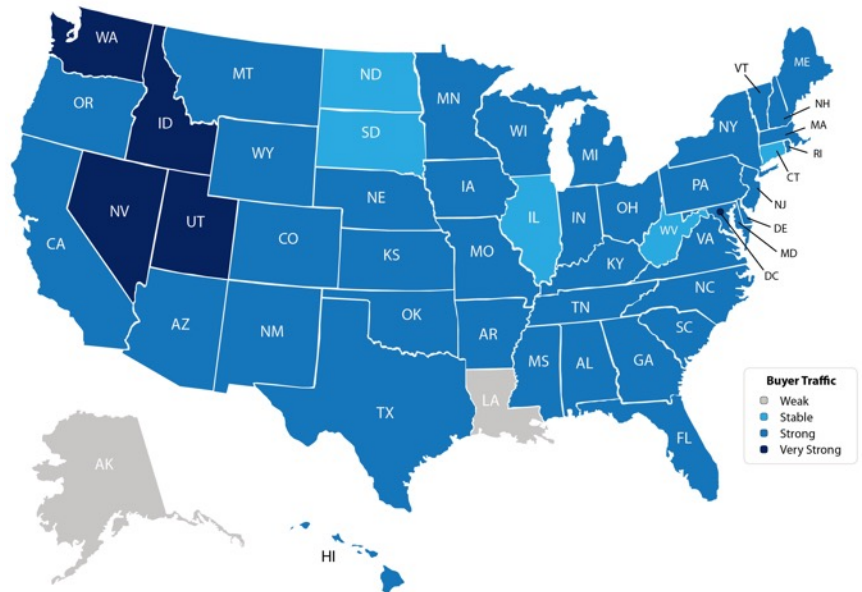 WA
MT
ND
MN
OR
ID
SD
WI
MI
NY
ME
VT
NH
MA
RI
CT
WY
NE
IA
PA
NJ
NV
UT
CO
IL
IN
OH
DE
MD
DC
WV
VA
CA
KS
MO
KY
NC
AZ
NM
OK
AR
TN
SC
MS
AL
GA
TX
LA
FL
AK
HI
Buyer Traffic
Weak
Stable
Strong
Very Strong